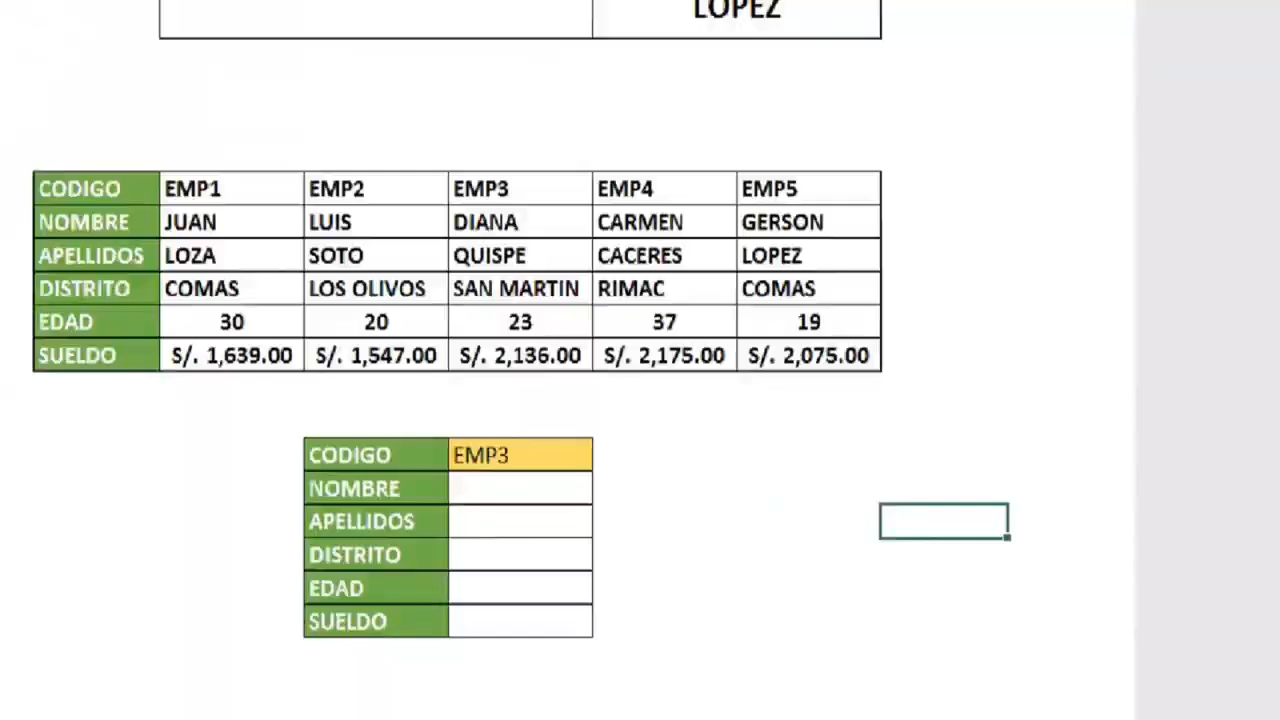 LOPEZ
CODIGO EMP1 EMP2 EMP3 EMP4 EMP5
NOMBRE JUAN LUIS DIANA CARMEN GERSON
APELLIDOS LOZA SOTO QUISPE CACERES LOPEZ
DISTRITO COMAS LOS OLIVOS SAN MARTIN RIMAC COMAS
EDAD 30 20 23 37 19
SUELDO S/. 1,639.00 S/. 1,547.00 S/. 2,136.00 S/. 2,175.00 S/. 2,075.00
CODIGO EMP3
NOMBRE
APELLIDOS
DISTRITO
EDAD
SUELDO